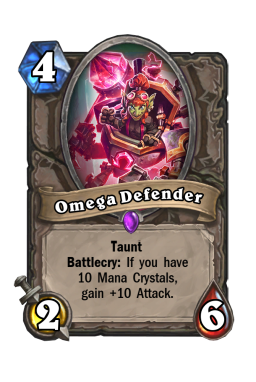 4
Omega Defender
Taunt
Battlecry: If you have
10 Mana Crystals,
gain +10 Attack.
2
6